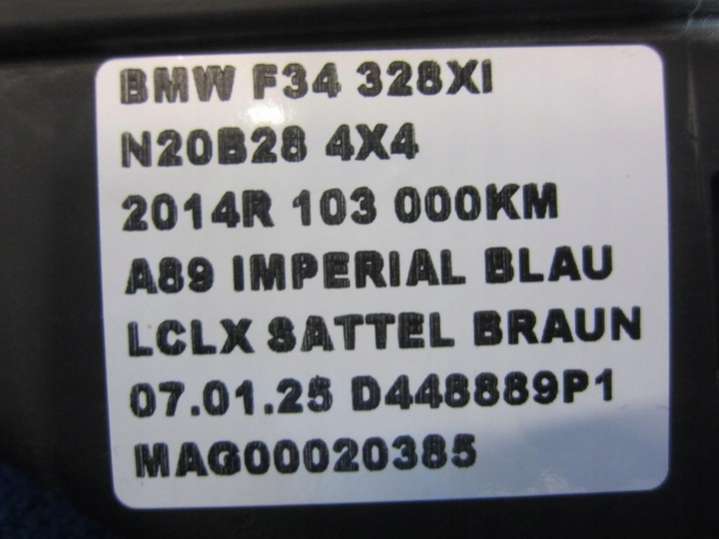 BMW F34 328XI
N20B28 4X4
2014R 103 000KM
A89 IMPERIAL BLAU
LCLX SATTEL BRAUN
07.01.25 D448889P1
MAG00020385